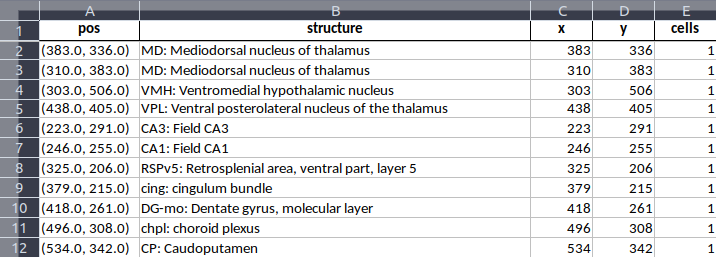 A B C D E
1 pos structure x y cells
2 (383.0, 336.0) MD: Mediodorsal nucleus of thalamus 383 336 1
3 (310.0, 383.0) MD: Mediodorsal nucleus of thalamus 310 383 1
4 (303.0, 506.0) VMH: Ventromedial hypothalamic nucleus 303 506 1
5 (438.0, 405.0) VPL: Ventral posterolateral nucleus of the thalamus 438 405 1
6 (223.0, 291.0) CA3: Field CA3 223 291 1
7 (246.0, 255.0) CA1: Field CA1 246 255 1
8 (325.0, 206.0) RSPv5: Retrosplenial area, ventral part, layer 5 325 206 1
9 (379.0, 215.0) cing: cingulum bundle 379 215 1
10 (418.0, 261.0) DG-mo: Dentate gyrus, molecular layer 418 261 1
11 (496.0, 308.0) chpl: choroid plexus 496 308 1
12 (534.0, 342.0) CP: Caudoputamen 534 342 1